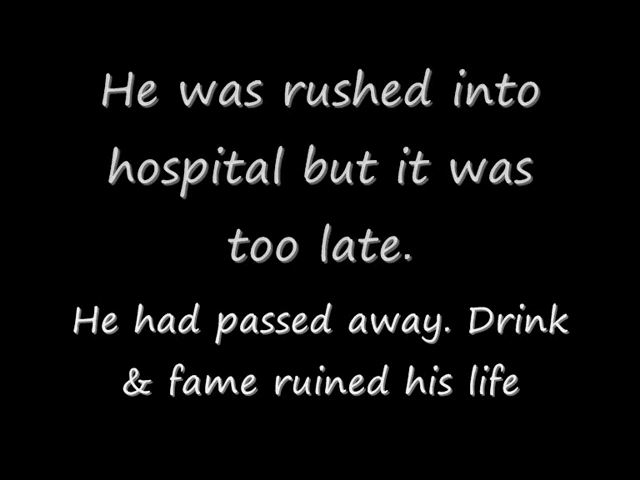 He was rushed into
hospital but it was
too late.
He had passed away. Drink
& fame ruined his life